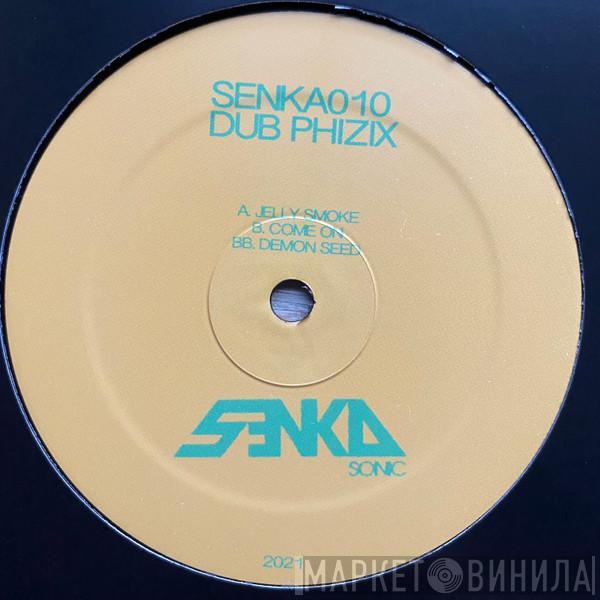 SENKA010
DUB PHIZIX
A. JELLY SMOKE
B. COME ON
BB. DEMON SEED
SENKA
SONIC
2021
МАРКЕТ ВИНИЛА